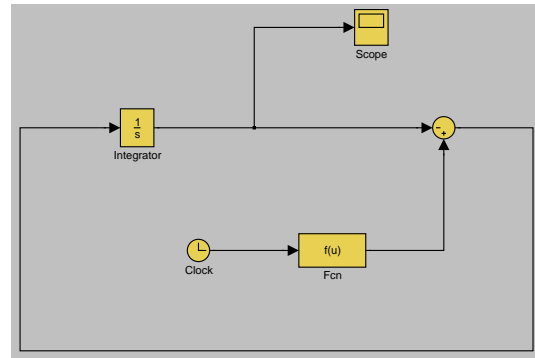 Scope
1
s
Integrator
-
+
f(u)
Clock
Fcn